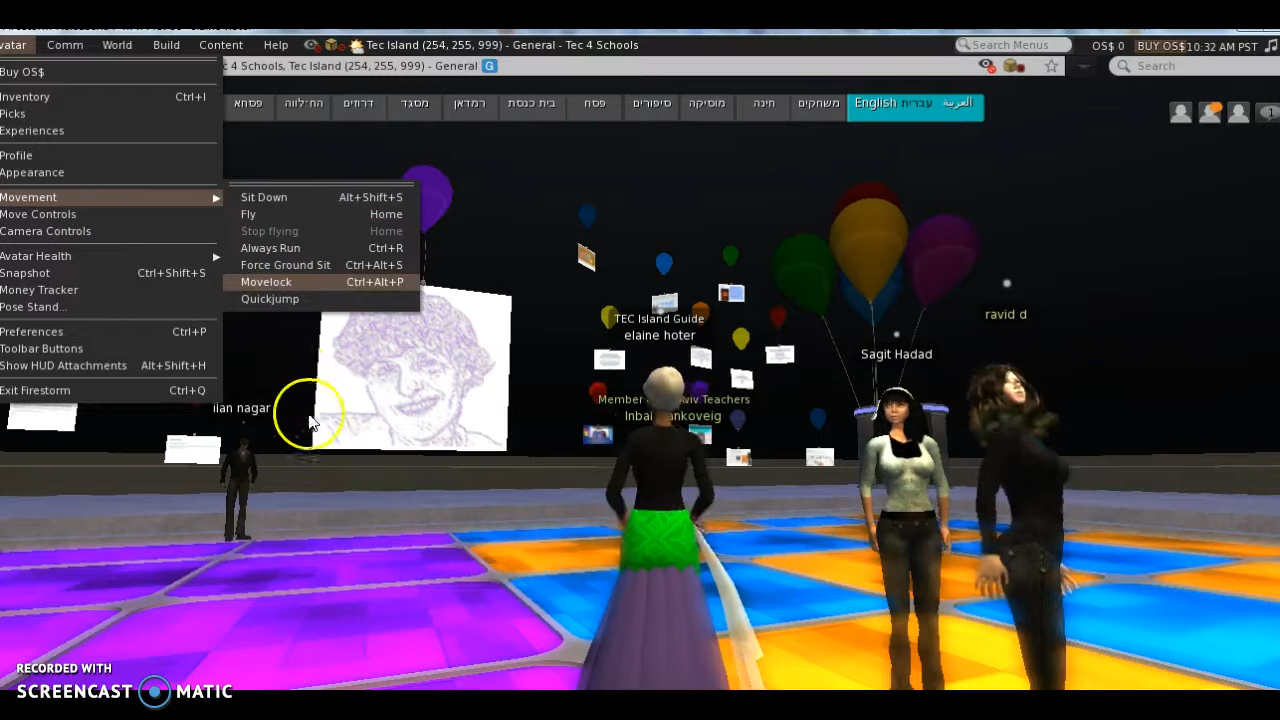 vatar Comm World Build Content Help Tec Island (254, 255, 999) - General - Tec 4 Schools Search Menus OS$ 0 BUY OS$ 10:32 AM PST
c 4 Schools, Tec Island (254, 255, 999) - General G Search
Buy OS$
Inventory Ctrl+I
Picks
Experiences
Profile
Appearance
Movement
Move Controls
Camera Controls
Avatar Health
Snapshot Ctrl+Shift+S
Money Tracker
Pose Stand...
Preferences Ctrl+P
Toolbar Buttons
Show HUD Attachments Alt+Shift+H
Exit Firestorm Ctrl+Q
Sit Down Alt+Shift+S
Fly Home
Stop flying Home
Always Run Ctrl+R
Force Ground Sit Ctrl+Alt+S
Movelock Ctrl+Alt+P
Quickjump
פסחא החי'לווה דרוזים מסגד רמדאן בית כנסת פסח סיפורים מוסיקה חינה משחקים English עברית العربية
1
ravid d
TEC Island Guide
elaine hoter
Sagit Hadad
ilan nagar
RECORDED WITH
SCREENCAST MATIC